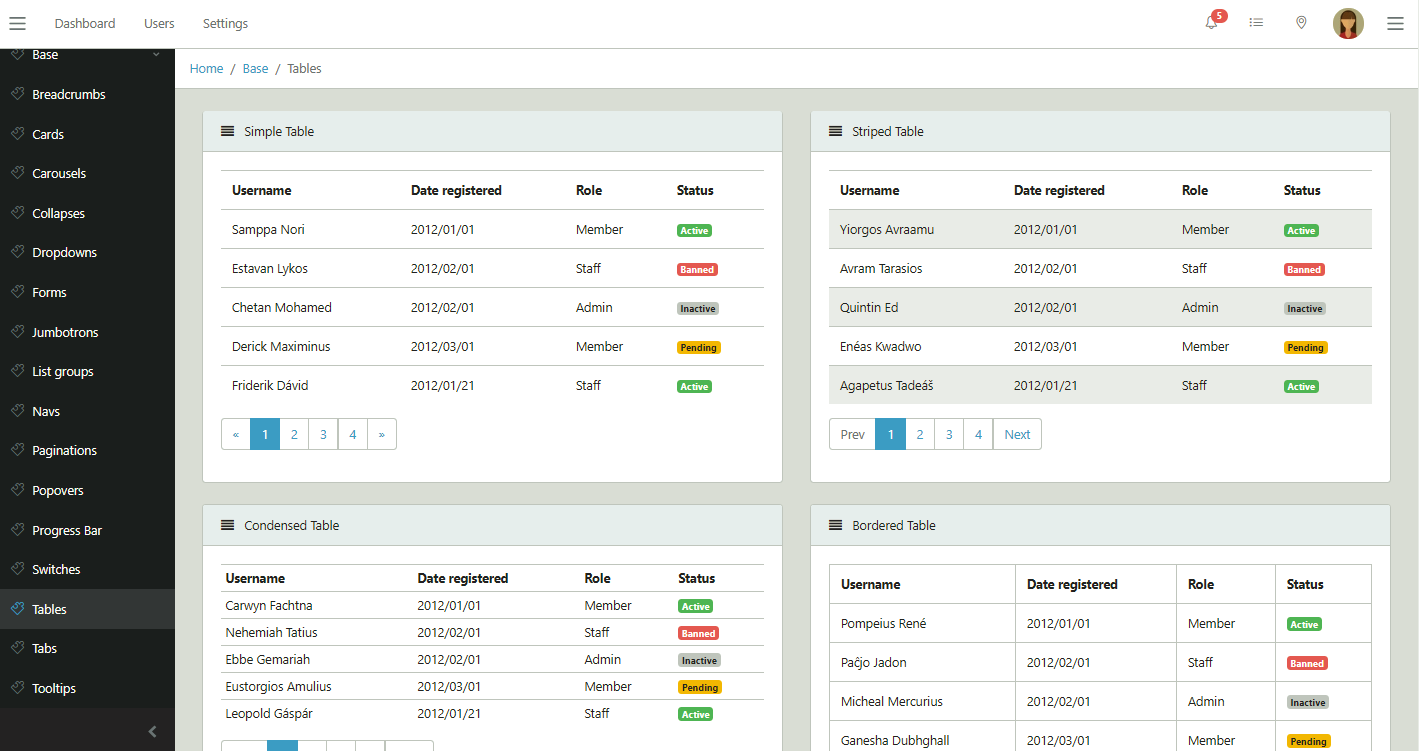 Dashboard Users Settings 5
Base
Breadcrumbs
Cards
Carousels
Collapses
Dropdowns
Forms
Jumbotrons
List groups
Navs
Paginations
Popovers
Progress Bar
Switches
Tables
Tabs
Tooltips
Home / Base / Tables
Simple Table
Username Date registered Role Status
Samppa Nori 2012/01/01 Member Active
Estavan Lykos 2012/02/01 Staff Banned
Chetan Mohamed 2012/02/01 Admin Inactive
Derick Maximinus 2012/03/01 Member Pending
Friderik Dávid 2012/01/21 Staff Active
« 1 2 3 4 »
Striped Table
Username Date registered Role Status
Yiorgos Avraamu 2012/01/01 Member Active
Avram Tarasios 2012/02/01 Staff Banned
Quintin Ed 2012/02/01 Admin Inactive
Enéas Kwadwo 2012/03/01 Member Pending
Agapetus Tadeáš 2012/01/21 Staff Active
Prev 1 2 3 4 Next
Condensed Table
Username Date registered Role Status
Carwyn Fachtna 2012/01/01 Member Active
Nehemiah Tatius 2012/02/01 Staff Banned
Ebbe Gemariah 2012/02/01 Admin Inactive
Eustorgios Amulius 2012/03/01 Member Pending
Leopold Gáspár 2012/01/21 Staff Active
Bordered Table
Username Date registered Role Status
Pompeius René 2012/01/01 Member Active
Paĉjo Jadon 2012/02/01 Staff Banned
Micheal Mercurius 2012/02/01 Admin Inactive
Ganesha Dubhghall 2012/03/01 Member Pending